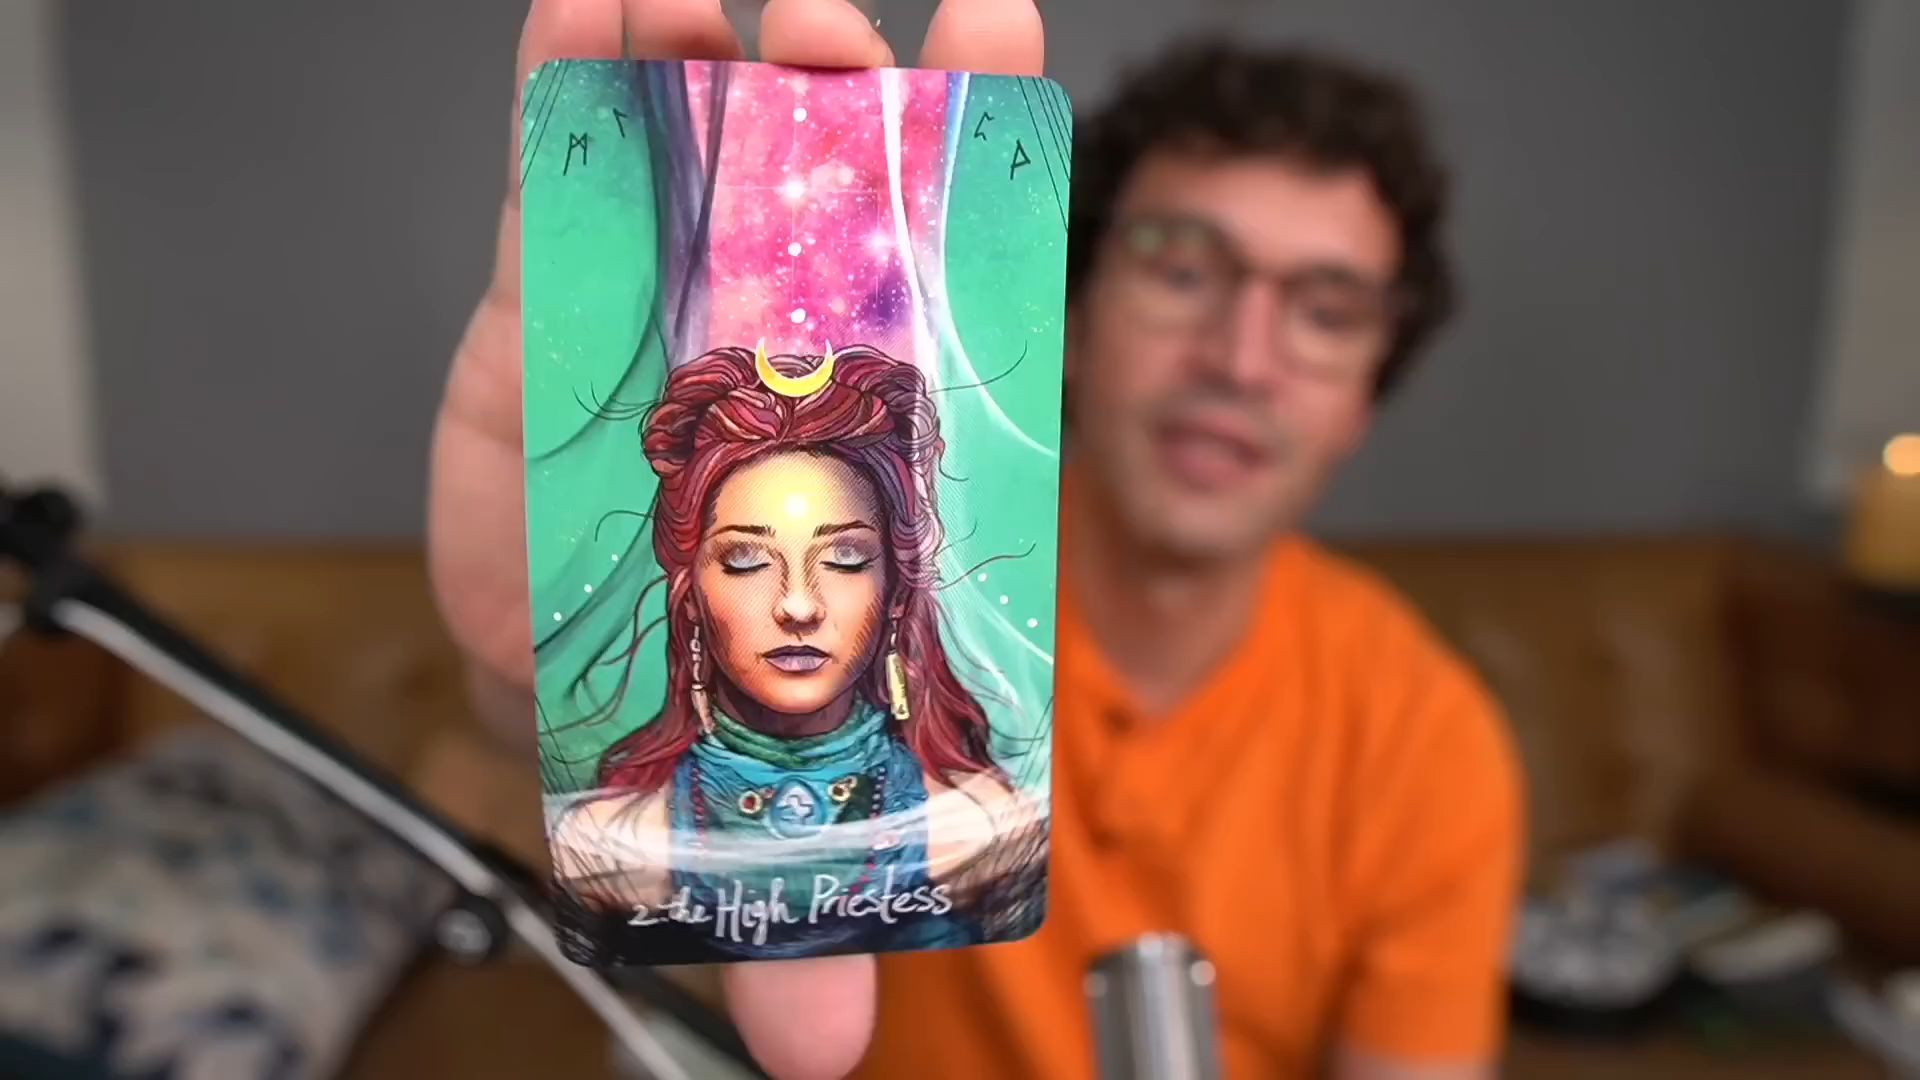 ᛗ ᛚ ᛈ ᚹ
2. the High Priestess